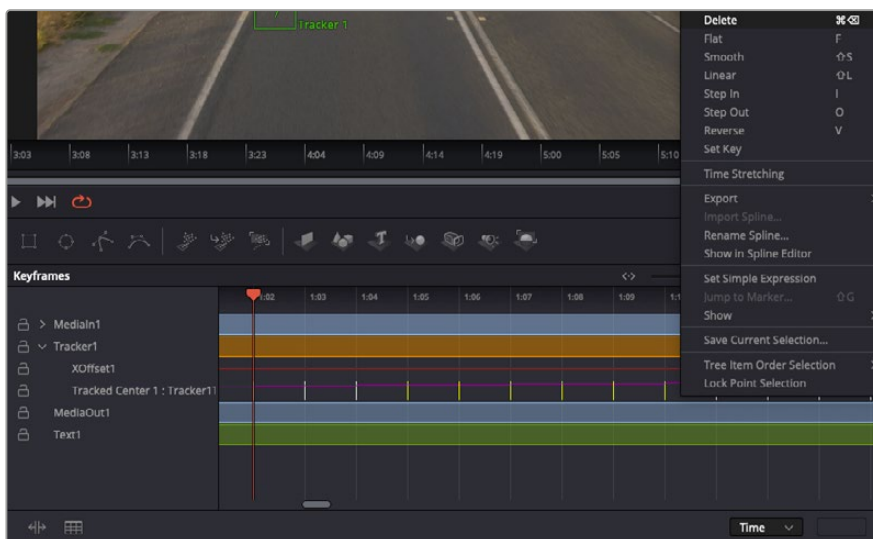 Tracker 1
Delete ⌘⌫
Flat F
Smooth ⇧S
Linear ⇧L
Step In I
Step Out O
Reverse V
Set Key
Time Stretching
Export
Import Spline...
Rename Spline...
Show in Spline Editor
Set Simple Expression
Jump to Marker... ⇧G
Show
Save Current Selection...
Tree Item Order Selection
Lock Point Selection
3:03 3:08 3:13 3:18 3:23 4:04 4:09 4:14 4:19 5:00 5:05 5:10
Keyframes
1:02 1:03 1:04 1:05 1:06 1:07 1:08 1:09
MediaIn1
Tracker1
XOffset1
Tracked Center 1 : Tracker1
MediaOut1
Text1
Time